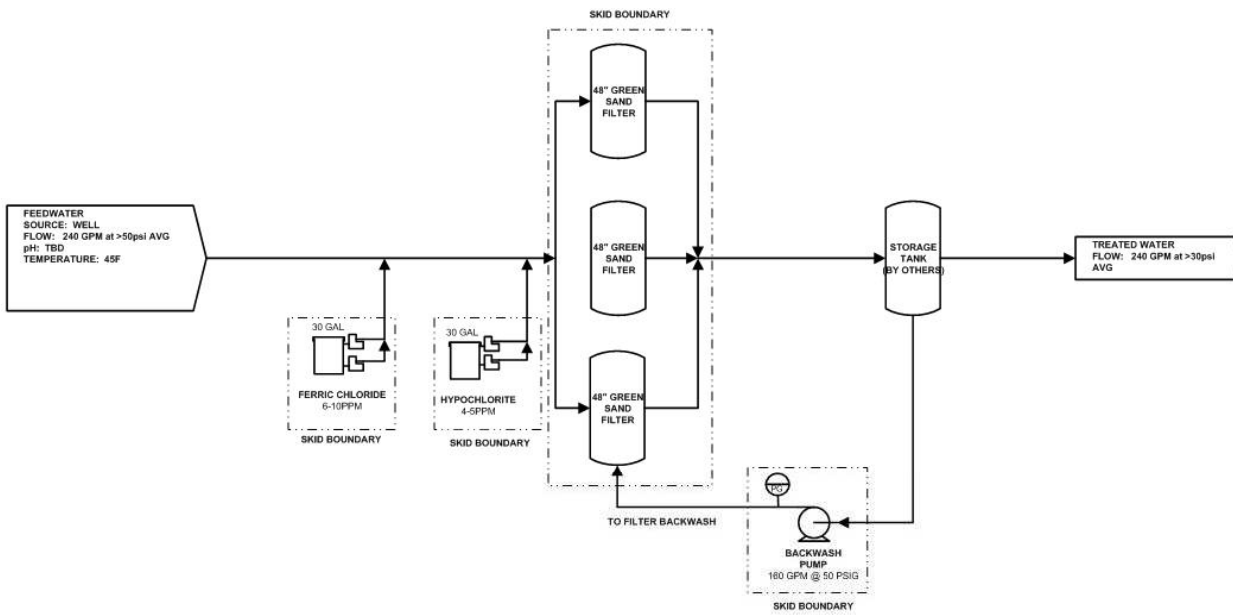 SKID BOUNDARY
48" GREEN
SAND
FILTER
FEEDWATER
SOURCE: WELL
FLOW: 240 GPM at >50psi AVG
pH: TBD
TEMPERATURE: 45F
48" GREEN
SAND
FILTER
STORAGE
TANK
(BY OTHERS)
TREATED WATER
FLOW: 240 GPM at >30psi
AVG
30 GAL
FERRIC CHLORIDE
6-10PPM
SKID BOUNDARY
30 GAL
HYPOCHLORITE
4-5PPM
SKID BOUNDARY
48" GREEN
SAND
FILTER
TO FILTER BACKWASH
PG
BACKWASH
PUMP
160 GPM @ 50 PSIG
SKID BOUNDARY